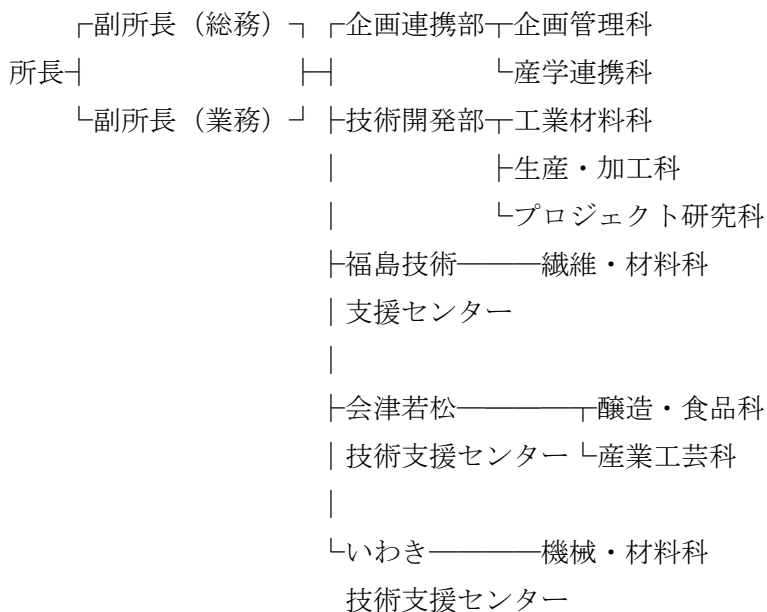 ┌副所長（総務）┐ ┌企画連携部┬企画管理科
所長┤ ├┤ └産学連携科
└副所長（業務）┘ ├技術開発部┬工業材料科
│ ├生産・加工科
│ └プロジェクト研究科
├福島技術───繊維・材料科
│支援センター
│
├会津若松────┬醸造・食品科
│技術支援センター└産業工芸科
│
└いわき────機械・材料科
技術支援センター